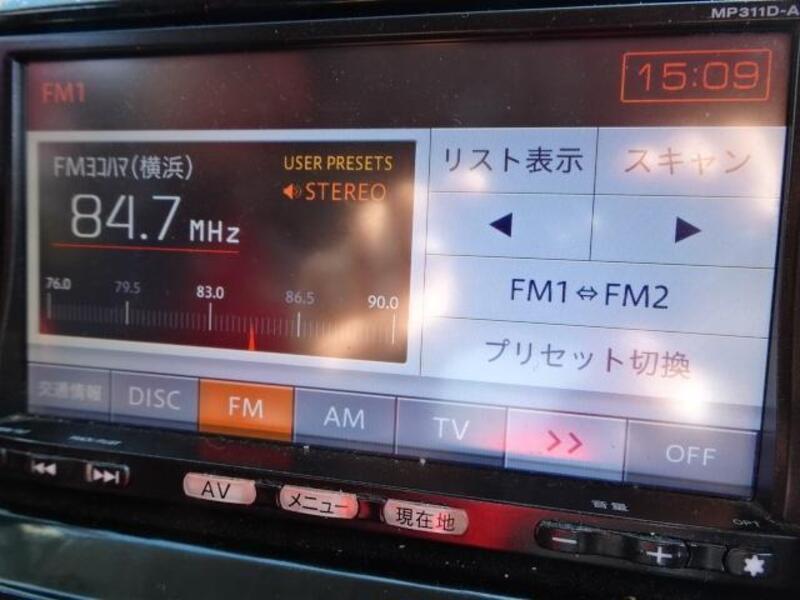 MP311D-A
FM1
15:09
FMﾖｺﾊﾏ(横浜)
USER PRESETS
STEREO
84.7 MHz
76.0 79.5 83.0 86.5 90.0
リスト表示 スキャン
◀ ▶
FM1⇔FM2
プリセット切換
交通情報 DISC FM AM TV >> OFF
AV メニュー 現在地
音量
− +
OPT